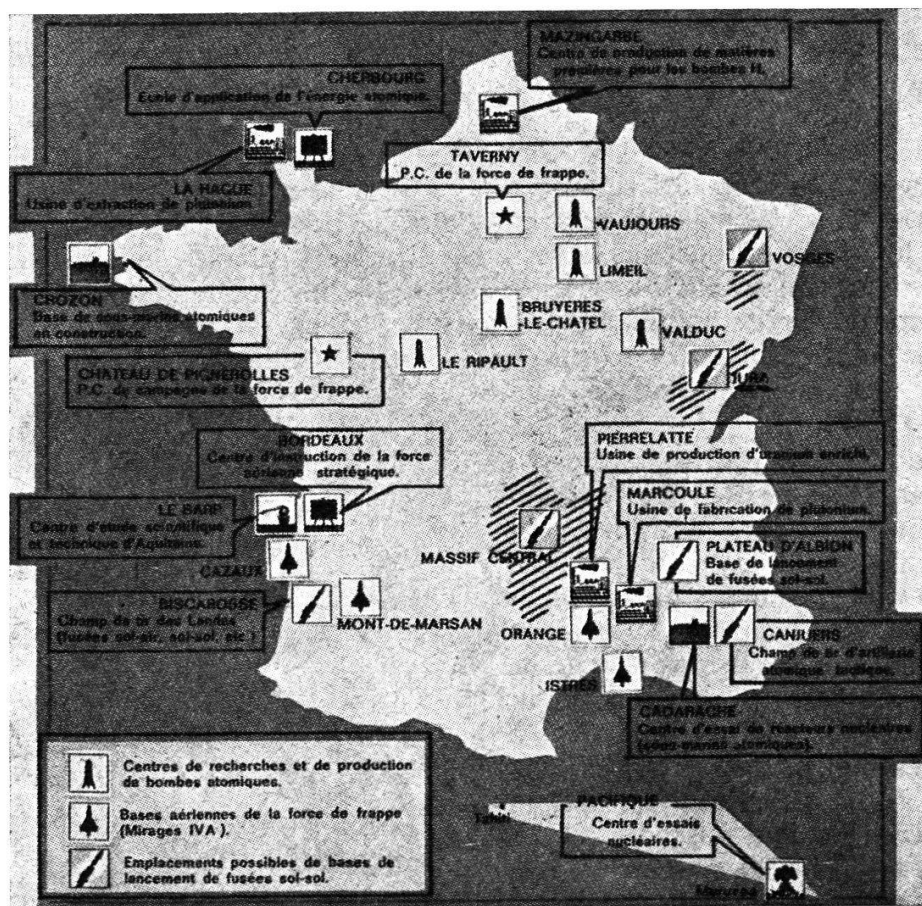 MAZINGARBE
Centre de production de matières
premières pour les bombes H.
CHERBOURG
Ecole d'application de l'énergie atomique.
TAVERNY
P.C. de la force de frappe.
LA HAGUE
Usine d'extraction de plutonium
VAUJOURS
VOSGES
LIMEIL
CROZON
Base de sous-marins atomiques
en construction.
BRUYERES
-LE-CHATEL
VALDUC
LE RIPAULT
JURA
CHATEAU DE PIGNEROLLES
P.C. de campagne de la force de frappe.
BORDEAUX
Centre d'instruction de la force
aérienne stratégique.
PIERRELATTE
Usine de production d'uranium enrichi.
MARCOULE
Usine de fabrication de plutonium.
LE BARP
Centre d'étude scientifique
et technique d'Aquitaine.
MASSIF CENTRAL
PLATEAU D'ALBION
Base de lancement
de fusées sol-sol.
CAZAUX
BISCAROSSE
Champ de tir des Landes
(fusées sol-air, sol-sol, etc.)
MONT-DE-MARSAN
ORANGE
CANJUERS
Champ de tir d'artillerie
atomique tactique.
ISTRES
CADARACHE
Centre d'essai de réacteurs nucléaires
(sous-marins atomiques).
Centres de recherches et de production
de bombes atomiques.
Bases aériennes de la force de frappe
(Mirages IVA).
Emplacements possibles de bases de
lancement de fusées sol-sol.
PACIFIQUE
Tahiti
Centre d'essais
nucléaires.
Mururoa